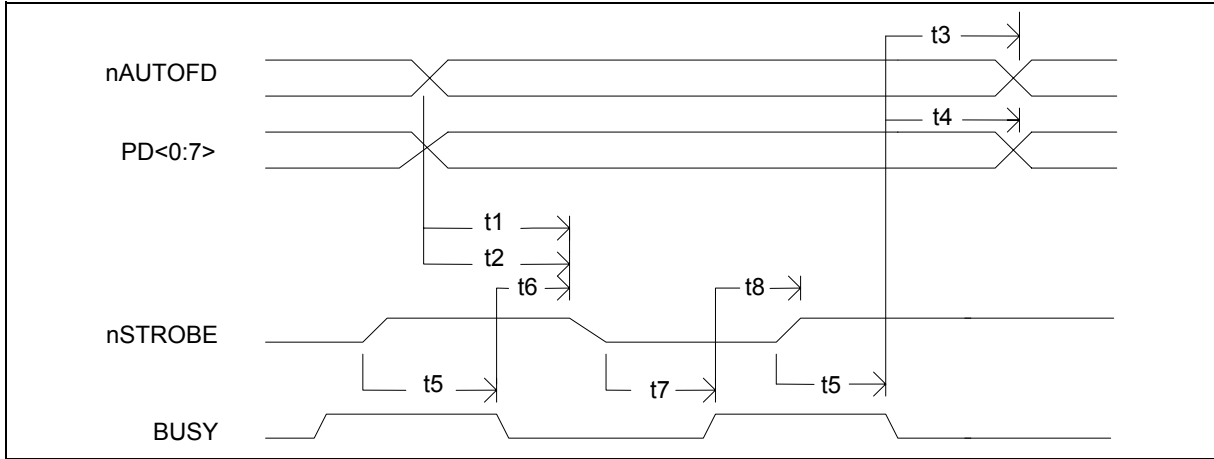 t3
nAUTOFD
t4
PD<0:7>
t1
t2
t6
t8
nSTROBE
t5
t7
t5
BUSY